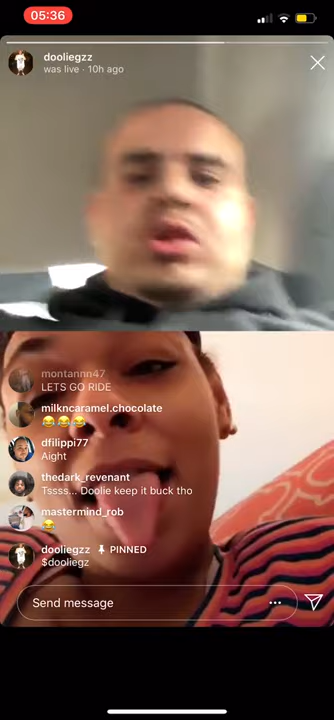 05:36
dooliegzz
was live · 10h ago
montannn47
LETS GO RIDE
milkncaramel.chocolate
😂😂😂
dfilippi77
Aight
thedark_revenant
Tssss... Doolie keep it buck tho
mastermind_rob
😂
dooliegzz PINNED
$dooliegz
Send message